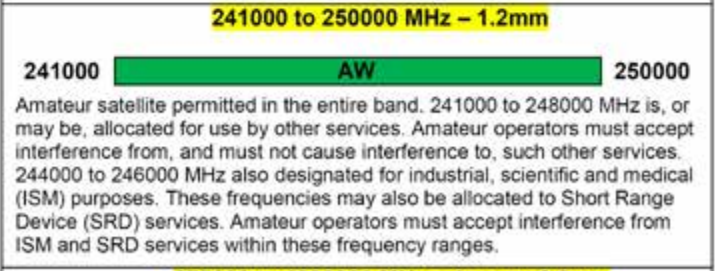 241000 to 250000 MHz – 1.2mm
241000 AW 250000
Amateur satellite permitted in the entire band. 241000 to 248000 MHz is, or
may be, allocated for use by other services. Amateur operators must accept
interference from, and must not cause interference to, such other services.
244000 to 246000 MHz also designated for industrial, scientific and medical
(ISM) purposes. These frequencies may also be allocated to Short Range
Device (SRD) services. Amateur operators must accept interference from
ISM and SRD services within these frequency ranges.